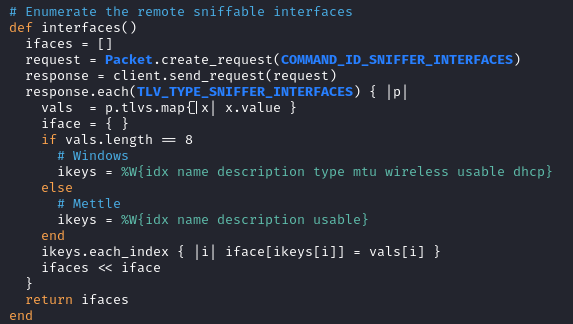 # Enumerate the remote sniffable interfaces
def interfaces()
  ifaces = []
  request = Packet.create_request(COMMAND_ID_SNIFFER_INTERFACES)
  response = client.send_request(request)
  response.each(TLV_TYPE_SNIFFER_INTERFACES) { |p|
    vals  = p.tlvs.map{|x| x.value }
    iface = { }
    if vals.length == 8
      # Windows
      ikeys = %W{idx name description type mtu wireless usable dhcp}
    else
      # Mettle
      ikeys = %W{idx name description usable}
    end
    ikeys.each_index { |i| iface[ikeys[i]] = vals[i] }
    ifaces << iface
  }
  return ifaces
end